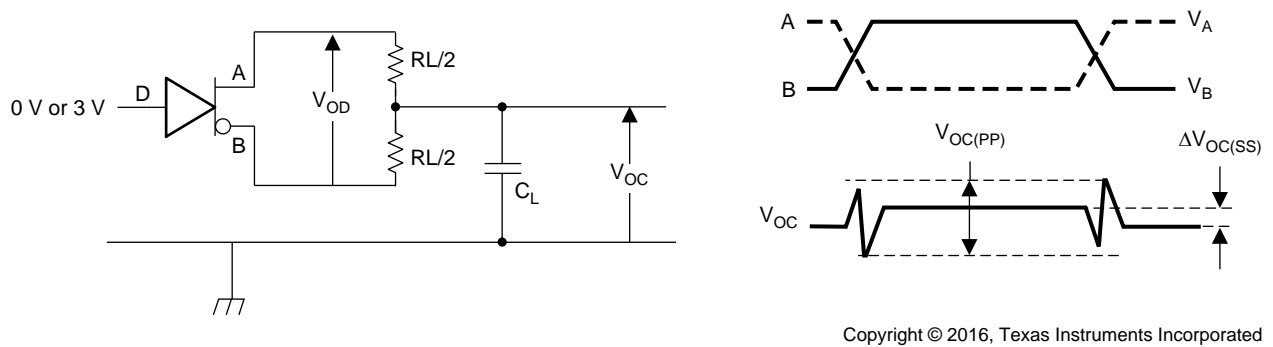 0 V or 3 V
D
A
B
V_OD
RL/2
RL/2
C_L
V_OC
A
B
V_A
V_B
V_OC(PP)
ΔV_OC(SS)
V_OC
Copyright © 2016, Texas Instruments Incorporated